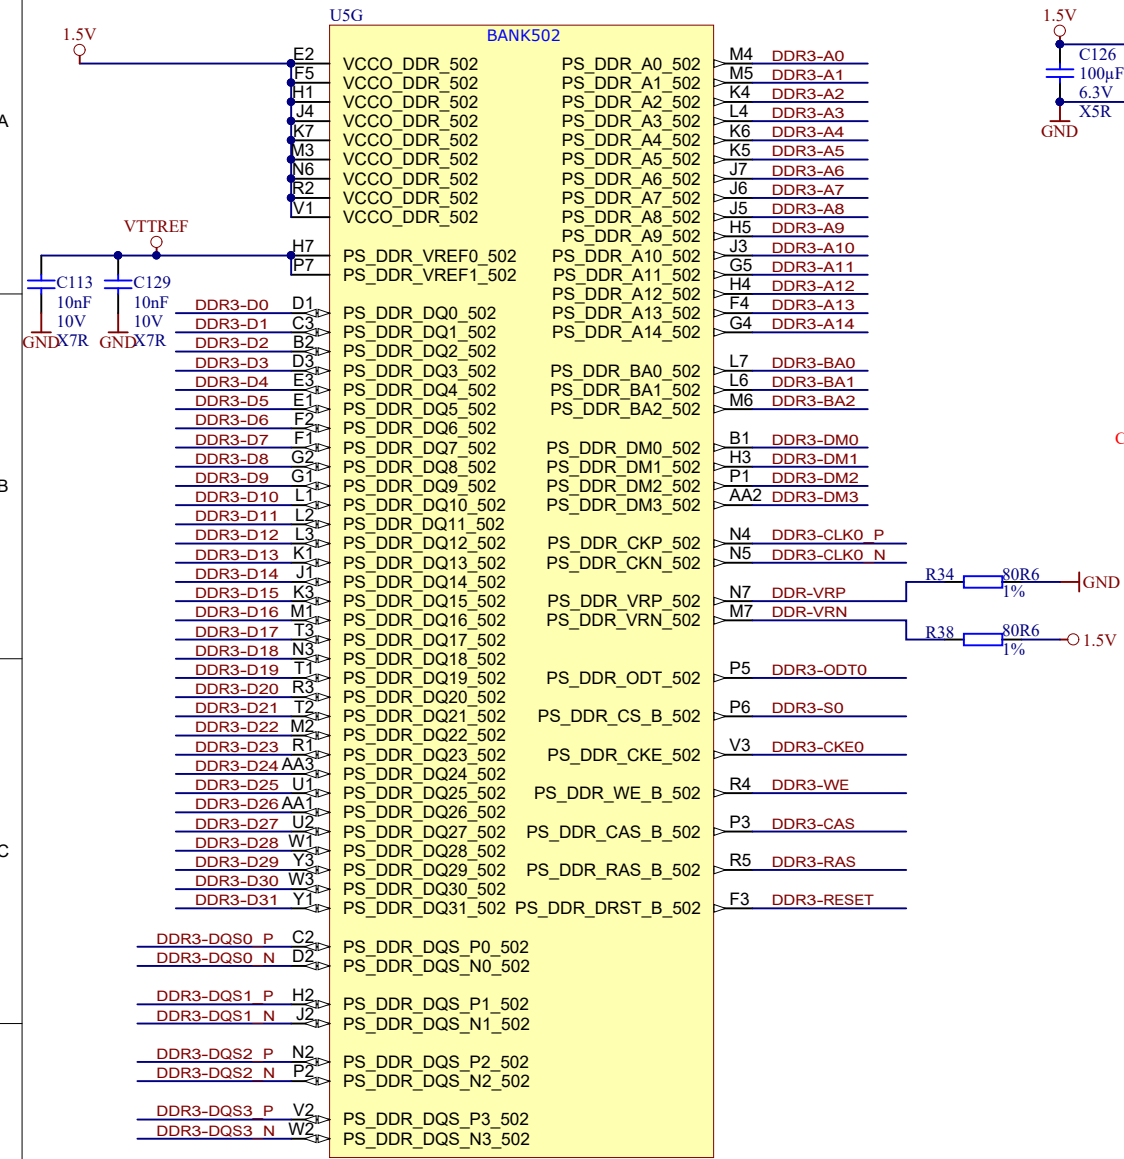 U5G
BANK502
1.5V
E2 VCCO_DDR_502
F5 VCCO_DDR_502
H1 VCCO_DDR_502
J4 VCCO_DDR_502
K7 VCCO_DDR_502
M3 VCCO_DDR_502
N6 VCCO_DDR_502
R2 VCCO_DDR_502
V1 VCCO_DDR_502
VTTREF
H7 PS_DDR_VREF0_502
P7 PS_DDR_VREF1_502
C113
10nF
10V
X7R
GND
C129
10nF
10V
X7R
GND
DDR3-D0 D1 PS_DDR_DQ0_502
DDR3-D1 C3 PS_DDR_DQ1_502
DDR3-D2 B2 PS_DDR_DQ2_502
DDR3-D3 D3 PS_DDR_DQ3_502
DDR3-D4 E3 PS_DDR_DQ4_502
DDR3-D5 E1 PS_DDR_DQ5_502
DDR3-D6 F2 PS_DDR_DQ6_502
DDR3-D7 F1 PS_DDR_DQ7_502
DDR3-D8 G2 PS_DDR_DQ8_502
DDR3-D9 G1 PS_DDR_DQ9_502
DDR3-D10 L1 PS_DDR_DQ10_502
DDR3-D11 L2 PS_DDR_DQ11_502
DDR3-D12 L3 PS_DDR_DQ12_502
DDR3-D13 K1 PS_DDR_DQ13_502
DDR3-D14 J1 PS_DDR_DQ14_502
DDR3-D15 K3 PS_DDR_DQ15_502
DDR3-D16 M1 PS_DDR_DQ16_502
DDR3-D17 T3 PS_DDR_DQ17_502
DDR3-D18 N3 PS_DDR_DQ18_502
DDR3-D19 T1 PS_DDR_DQ19_502
DDR3-D20 R3 PS_DDR_DQ20_502
DDR3-D21 T2 PS_DDR_DQ21_502
DDR3-D22 M2 PS_DDR_DQ22_502
DDR3-D23 R1 PS_DDR_DQ23_502
DDR3-D24 AA3 PS_DDR_DQ24_502
DDR3-D25 U1 PS_DDR_DQ25_502
DDR3-D26 AA1 PS_DDR_DQ26_502
DDR3-D27 U2 PS_DDR_DQ27_502
DDR3-D28 W1 PS_DDR_DQ28_502
DDR3-D29 Y3 PS_DDR_DQ29_502
DDR3-D30 W3 PS_DDR_DQ30_502
DDR3-D31 Y1 PS_DDR_DQ31_502
DDR3-DQS0_P C2 PS_DDR_DQS_P0_502
DDR3-DQS0_N D2 PS_DDR_DQS_N0_502
DDR3-DQS1_P H2 PS_DDR_DQS_P1_502
DDR3-DQS1_N J2 PS_DDR_DQS_N1_502
DDR3-DQS2_P N2 PS_DDR_DQS_P2_502
DDR3-DQS2_N P2 PS_DDR_DQS_N2_502
DDR3-DQS3_P V2 PS_DDR_DQS_P3_502
DDR3-DQS3_N W2 PS_DDR_DQS_N3_502
PS_DDR_A0_502 M4 DDR3-A0
PS_DDR_A1_502 M5 DDR3-A1
PS_DDR_A2_502 K4 DDR3-A2
PS_DDR_A3_502 L4 DDR3-A3
PS_DDR_A4_502 K6 DDR3-A4
PS_DDR_A5_502 K5 DDR3-A5
PS_DDR_A6_502 J7 DDR3-A6
PS_DDR_A7_502 J6 DDR3-A7
PS_DDR_A8_502 J5 DDR3-A8
PS_DDR_A9_502 H5 DDR3-A9
PS_DDR_A10_502 J3 DDR3-A10
PS_DDR_A11_502 G5 DDR3-A11
PS_DDR_A12_502 H4 DDR3-A12
PS_DDR_A13_502 F4 DDR3-A13
PS_DDR_A14_502 G4 DDR3-A14
PS_DDR_BA0_502 L7 DDR3-BA0
PS_DDR_BA1_502 L6 DDR3-BA1
PS_DDR_BA2_502 M6 DDR3-BA2
PS_DDR_DM0_502 B1 DDR3-DM0
PS_DDR_DM1_502 H3 DDR3-DM1
PS_DDR_DM2_502 P1 DDR3-DM2
PS_DDR_DM3_502 AA2 DDR3-DM3
PS_DDR_CKP_502 N4 DDR3-CLK0_P
PS_DDR_CKN_502 N5 DDR3-CLK0_N
PS_DDR_VRP_502 N7 DDR-VRP
PS_DDR_VRN_502 M7 DDR-VRN
R34 80R6
1%
GND
R38 80R6
1%
1.5V
PS_DDR_ODT_502 P5 DDR3-ODT0
PS_DDR_CS_B_502 P6 DDR3-S0
PS_DDR_CKE_502 V3 DDR3-CKE0
PS_DDR_WE_B_502 R4 DDR3-WE
PS_DDR_CAS_B_502 P3 DDR3-CAS
PS_DDR_RAS_B_502 R5 DDR3-RAS
PS_DDR_DRST_B_502 F3 DDR3-RESET
1.5V
C126
100µF
6.3V
X5R
GND
A
B
C
C